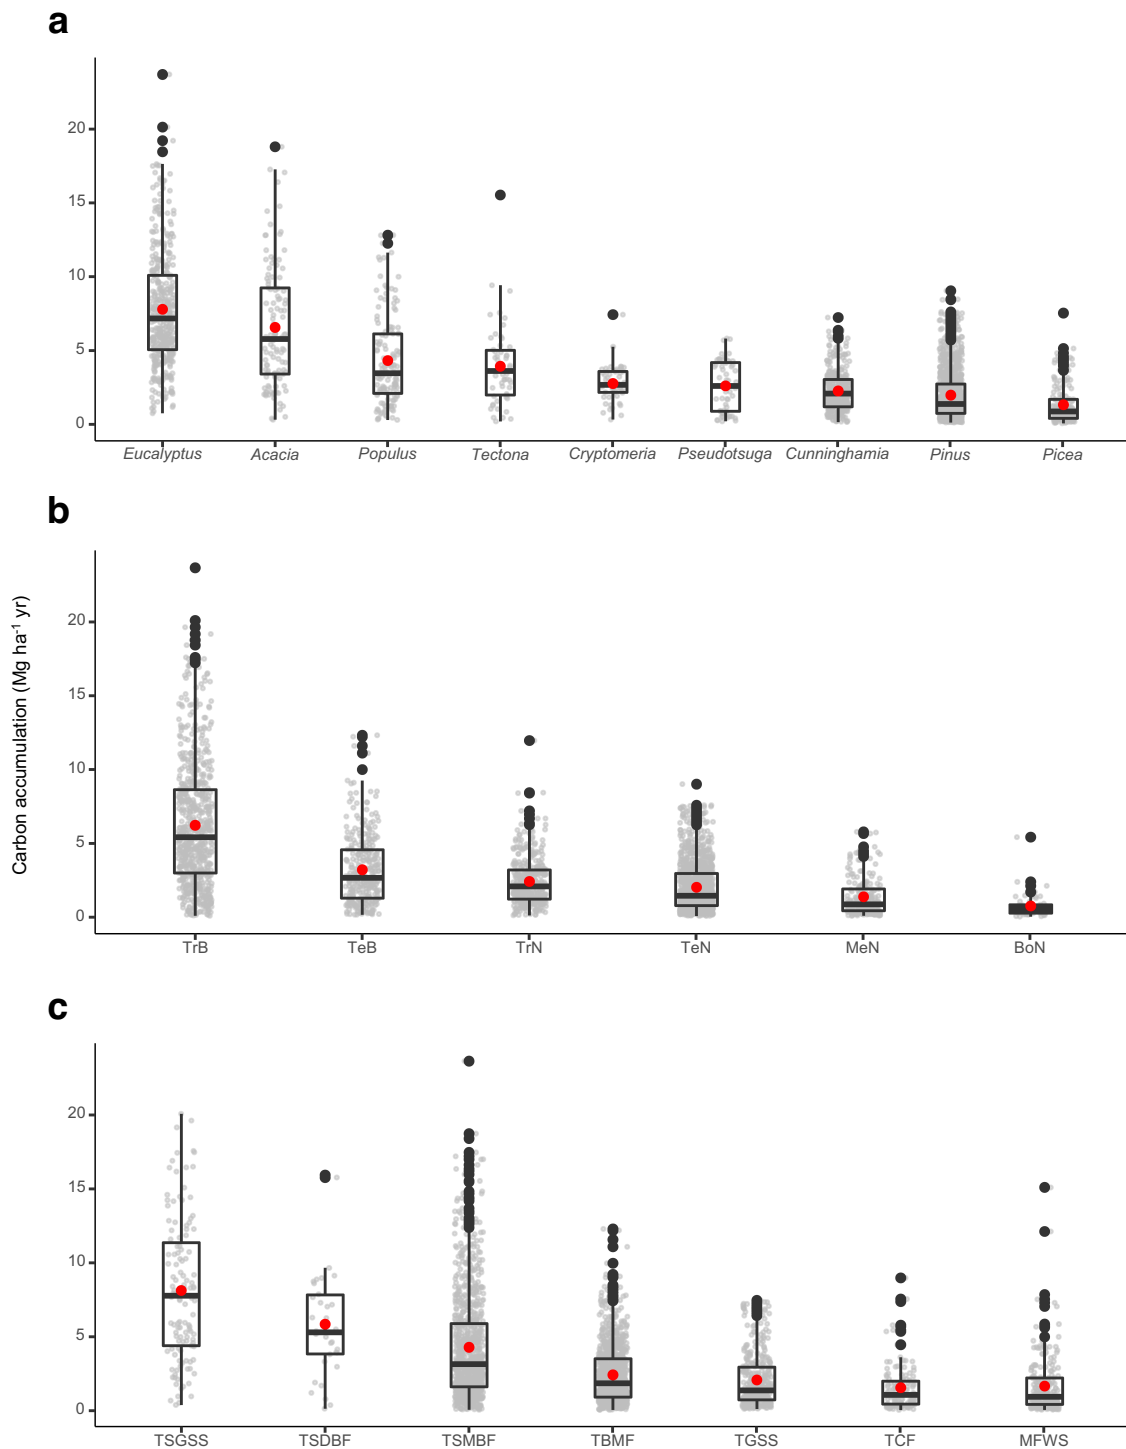 a
20
15
10
5
0
Eucalyptus Acacia Populus Tectona Cryptomeria Pseudotsuga Cunninghamia Pinus Picea
b
Carbon accumulation (Mg ha⁻¹ yr)
20
15
10
5
0
TrB TeB TrN TeN MeN BoN
c
20
15
10
5
0
TSGSS TSDBF TSMBF TBMF TGSS TCF MFWS